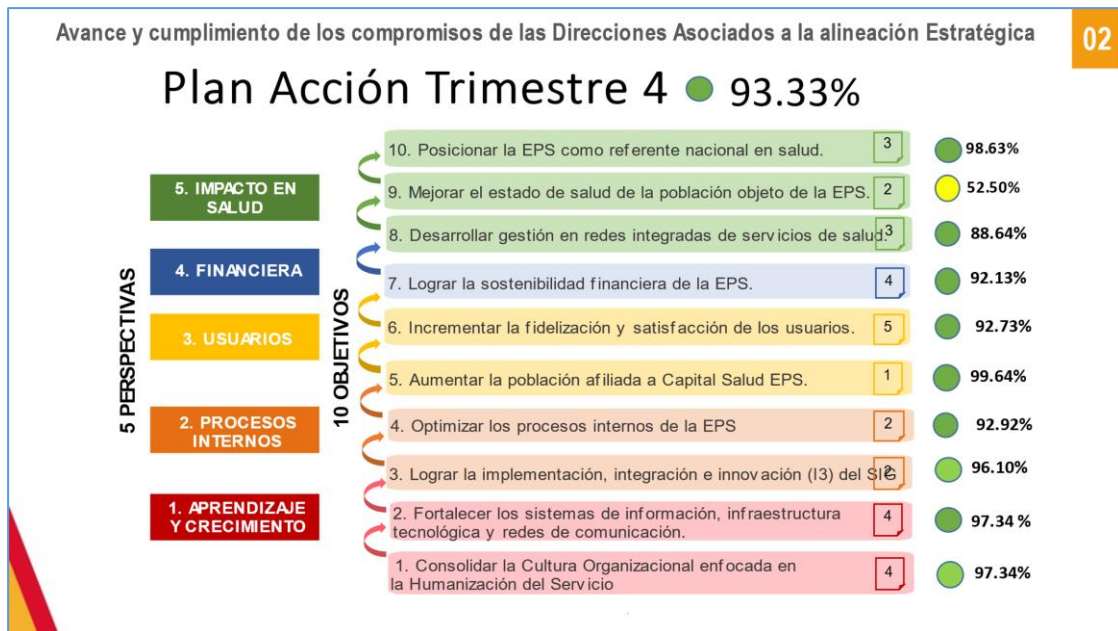 Avance y cumplimiento de los compromisos de las Direcciones Asociados a la alineación Estratégica
02
Plan Acción Trimestre 4 93.33%
5 PERSPECTIVAS
5. IMPACTO EN
SALUD
4. FINANCIERA
3. USUARIOS
2. PROCESOS
INTERNOS
1. APRENDIZAJE
Y CRECIMIENTO
10 OBJETIVOS
10. Posicionar la EPS como referente nacional en salud. 3 98.63%
9. Mejorar el estado de salud de la población objeto de la EPS. 2 52.50%
8. Desarrollar gestión en redes integradas de servicios de salud. 3 88.64%
7. Lograr la sostenibilidad financiera de la EPS. 4 92.13%
6. Incrementar la fidelización y satisfacción de los usuarios. 5 92.73%
5. Aumentar la población afiliada a Capital Salud EPS. 1 99.64%
4. Optimizar los procesos internos de la EPS 2 92.92%
3. Lograr la implementación, integración e innovación (I3) del SIG 2 96.10%
2. Fortalecer los sistemas de información, infraestructura
tecnológica y redes de comunicación. 4 97.34 %
1. Consolidar la Cultura Organizacional enfocada en
la Humanización del Servicio 4 97.34%